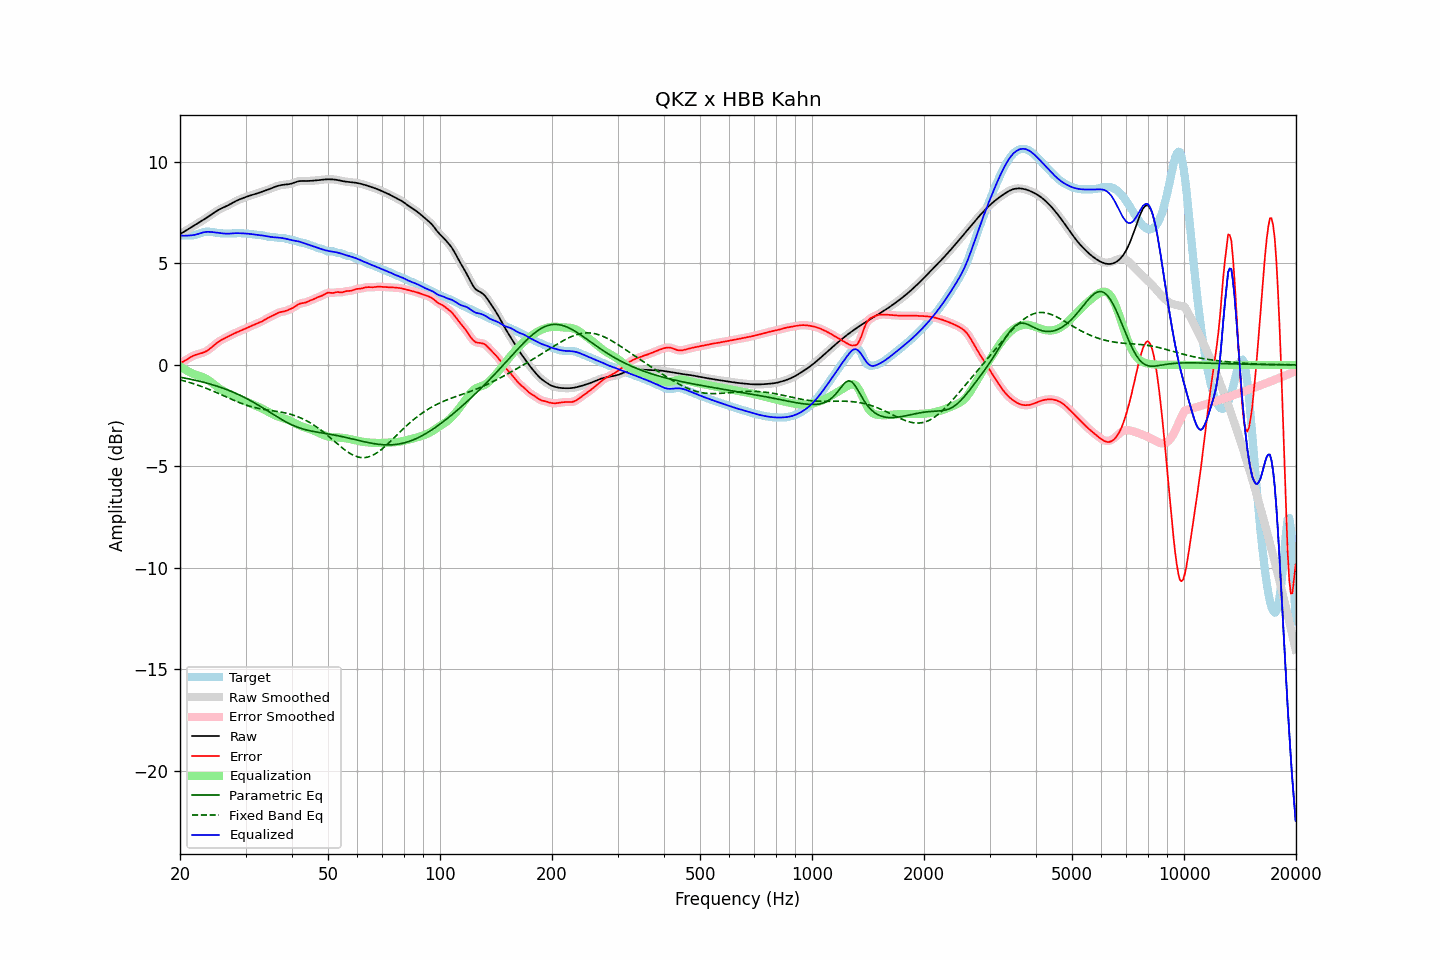 QKZ x HBB Kahn
10
5
0
−5
−10
−15
−20
Amplitude (dBr)
Target
Raw Smoothed
Error Smoothed
Raw
Error
Equalization
Parametric Eq
Fixed Band Eq
Equalized
20
50
100
200
500
1000
2000
5000
10000
20000
Frequency (Hz)